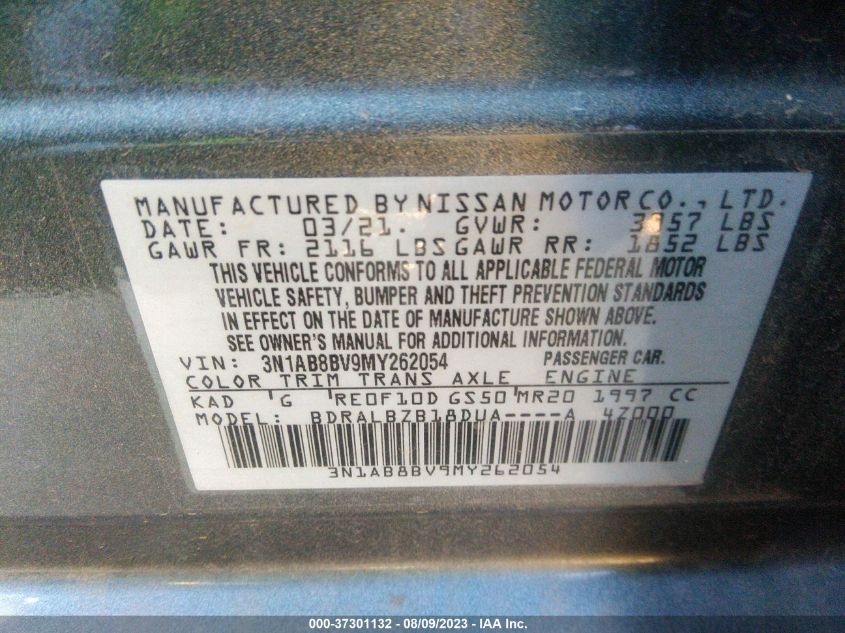 MANUFACTURED BY NISSAN MOTOR CO., LTD.
DATE: 03/21. GVWR: LBS
GAWR FR: 2116 LBS GAWR RR: 1852 LBS
THIS VEHICLE CONFORMS TO ALL APPLICABLE FEDERAL MOTOR
VEHICLE SAFETY, BUMPER AND THEFT PREVENTION STANDARDS
IN EFFECT ON THE DATE OF MANUFACTURE SHOWN ABOVE.
SEE OWNER'S MANUAL FOR ADDITIONAL INFORMATION.
VIN: 3N1AB8BV9MY262054 PASSENGER CAR.
COLOR TRIM TRANS AXLE ENGINE
KAD 'G 'RE0F10D GS50 'MR20 1997 CC
MODEL: BDRALBZB18DUA----A 4Z000
3N1AB8BV9MY262054
000-37301132 - 08/09/2023 - IAA Inc.